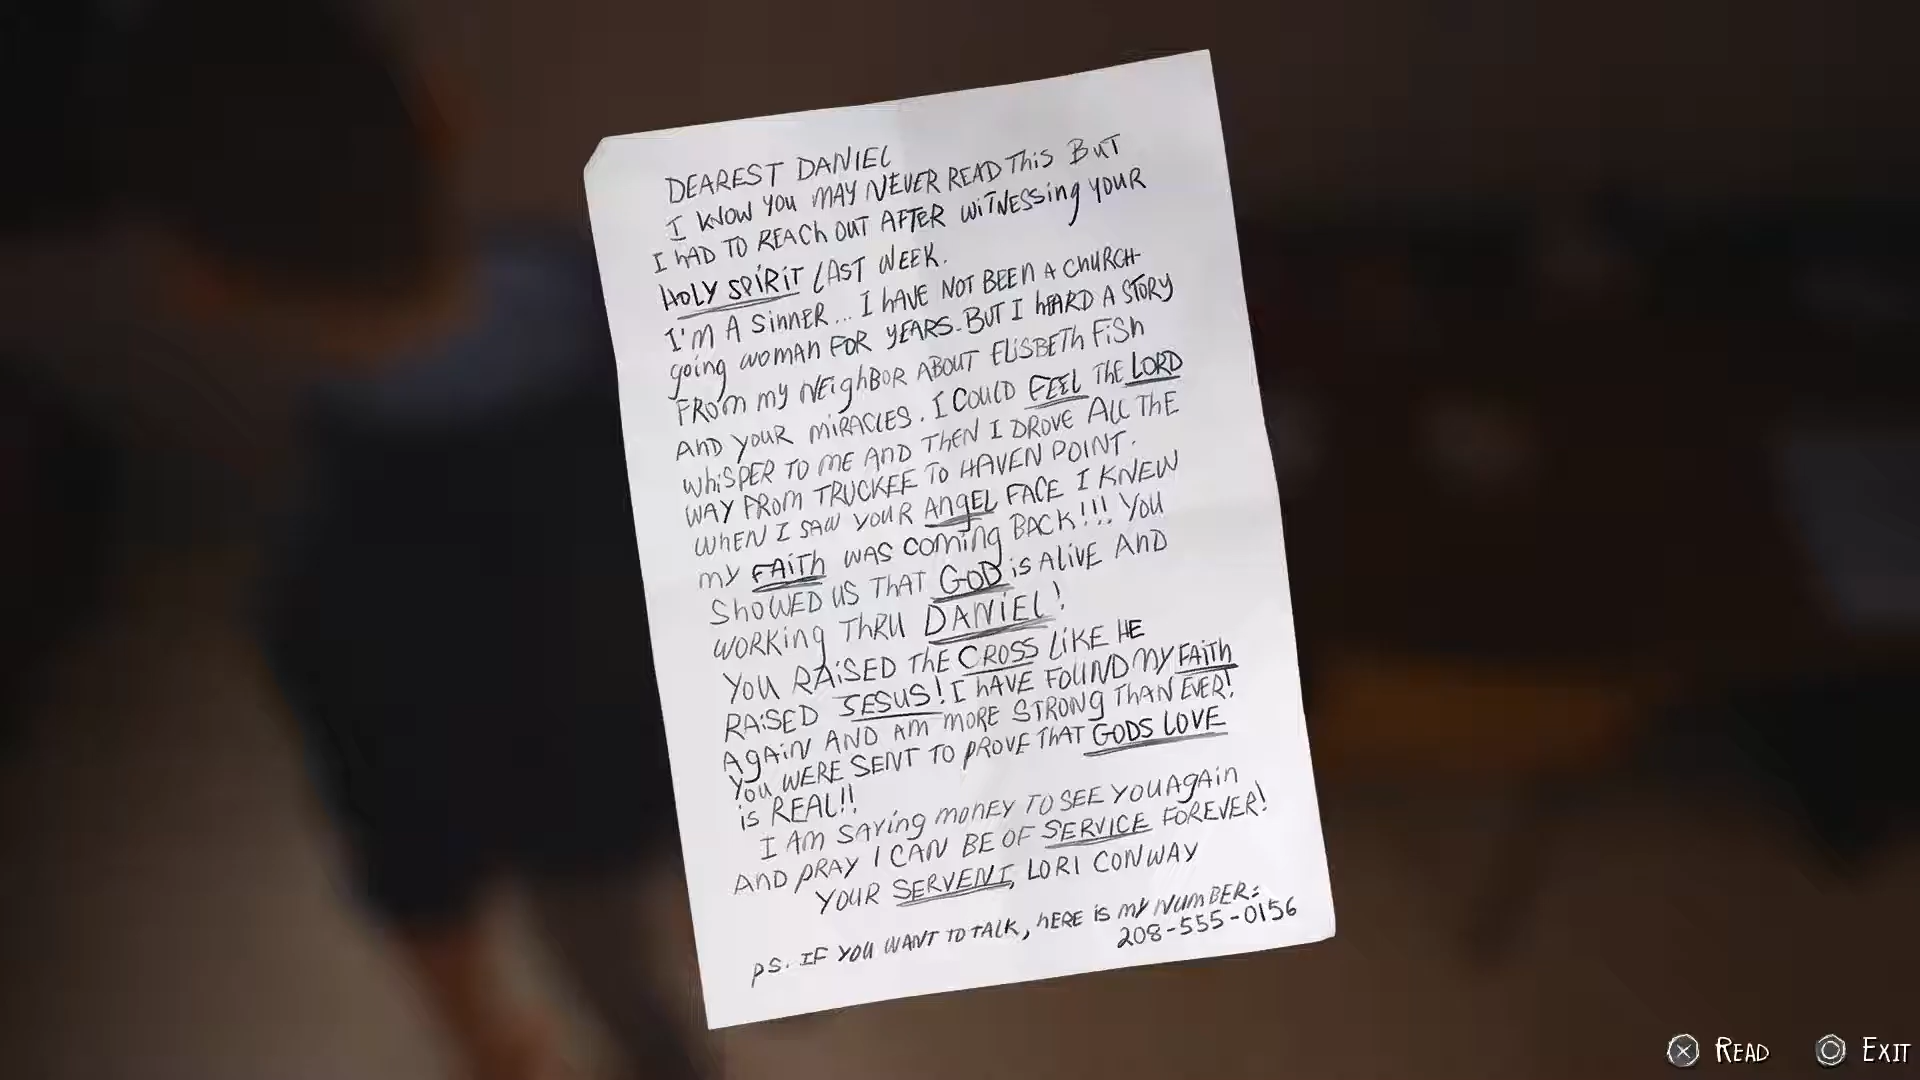 DEAREST DANIEL
I KNOW YOU MAY NEVER READ THIS BUT
I HAD TO REACH OUT AFTER WITNESSING YOUR
HOLY SPIRIT LAST WEEK.
I'M A SINNER... I HAVE NOT BEEN A CHURCH-
going WOMAN FOR YEARS. BUT I HEARD A STORY
FROM MY NEIGHBOR ABOUT ELISBETH FISH
AND YOUR MIRACLES. I COULD FEEL THE LORD
WHISPER TO ME AND THEN I DROVE ALL THE
WAY FROM TRUCKEE TO HAVEN POINT.
WHEN I SAW YOUR ANGEL FACE I KNEW
MY FAITH WAS COMING BACK!!! YOU
SHOWED US THAT GOD IS ALIVE AND
WORKING THRU DANIEL!
YOU RAISED THE CROSS LIKE HE
RAISED JESUS! I HAVE FOUND MY FAITH
AGAIN AND AM MORE STRONG THAN EVER!
YOU WERE SENT TO PROVE THAT GODS LOVE
IS REAL!!
I AM SAVING MONEY TO SEE YOU AGAIN
AND PRAY I CAN BE OF SERVICE FOREVER!
YOUR SERVENT, LORI CONWAY
PS. IF YOU WANT TO TALK, HERE IS MY NUMBER:
208-555-0156
READ EXIT